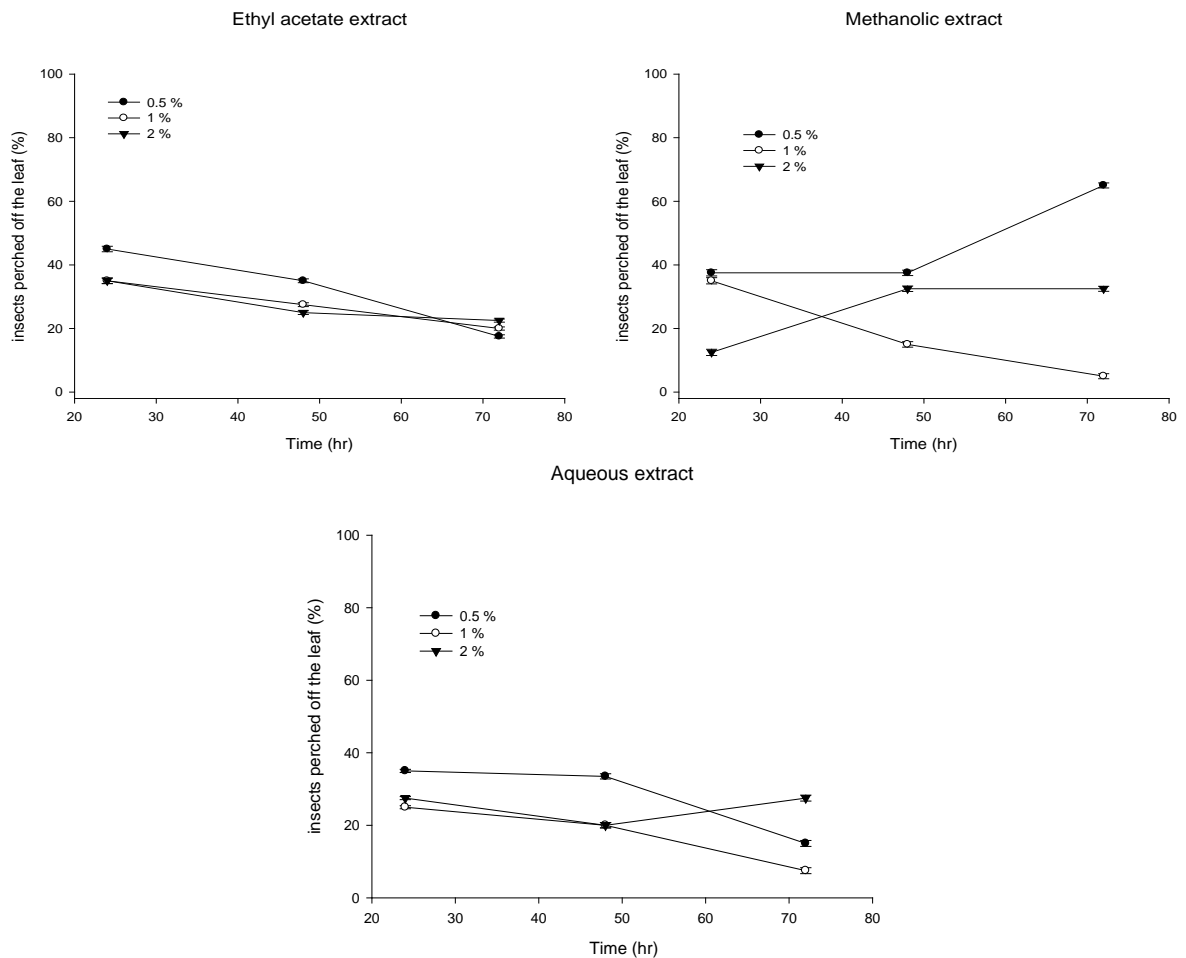 Ethyl acetate extract
insects perched off the leaf (%)
100
80
60
40
20
0
0.5 %
1 %
2 %
20 30 40 50 60 70 80
Time (hr)
Methanolic extract
insects perched off the leaf (%)
100
80
60
40
20
0
0.5 %
1 %
2 %
20 30 40 50 60 70 80
Time (hr)
Aqueous extract
insects perched off the leaf (%)
100
80
60
40
20
0
0.5 %
1 %
2 %
20 30 40 50 60 70 80
Time (hr)